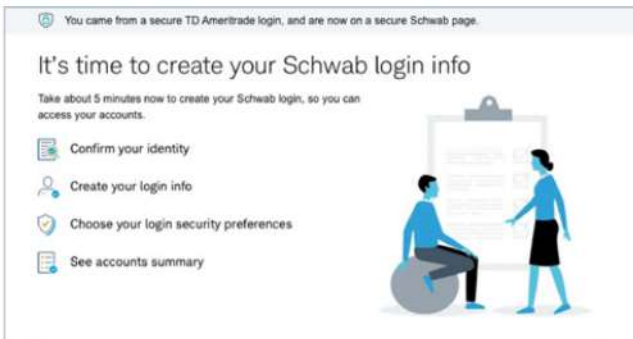 You came from a secure TD Ameritrade login, and are now on a secure Schwab page.
It's time to create your Schwab login info
Take about 5 minutes now to create your Schwab login, so you can
access your accounts.
Confirm your identity
Create your login info
Choose your login security preferences
See accounts summary